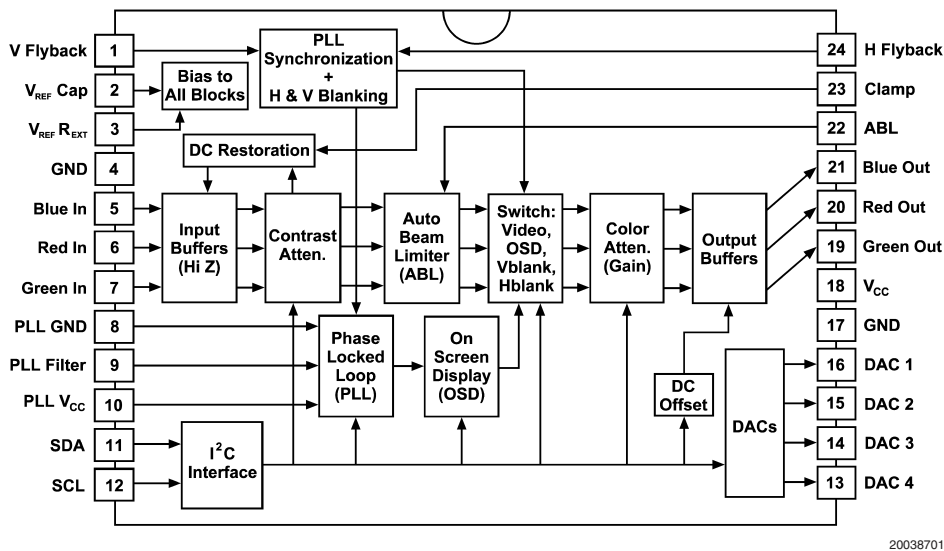 V Flyback
1
PLL
Synchronization
+
H & V Blanking
24
H Flyback
VREF Cap
2
Bias to
All Blocks
23
Clamp
VREF REXT
3
22
ABL
GND
4
DC Restoration
21
Blue Out
Blue In
5
Input
Buffers
(Hi Z)
Contrast
Atten.
Auto
Beam
Limiter
(ABL)
Switch:
Video,
OSD,
Vblank,
Hblank
Color
Atten.
(Gain)
Output
Buffers
20
Red Out
Red In
6
19
Green Out
Green In
7
18
VCC
PLL GND
8
Phase
Locked
Loop
(PLL)
On
Screen
Display
(OSD)
17
GND
PLL Filter
9
16
DAC 1
PLL VCC
10
DC
Offset
DACs
15
DAC 2
SDA
11
I²C
Interface
14
DAC 3
SCL
12
13
DAC 4
20038701